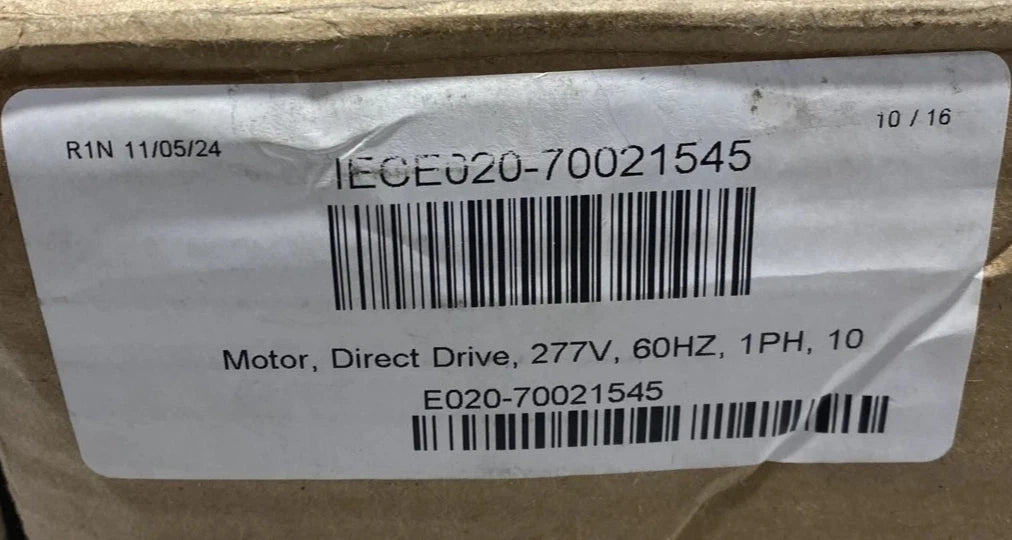 R1N 11/05/24
10 / 16
IECE020-70021545
Motor, Direct Drive, 277V, 60HZ, 1PH, 10
E020-70021545